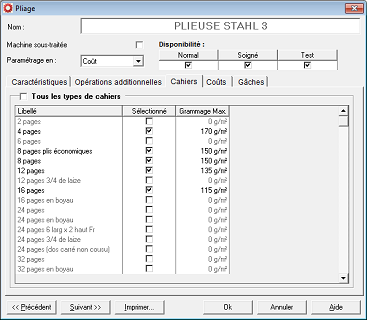 Pliage
Nom : PLIEUSE STAHL 3
Machine sous-traitée
Disponibilité :
Normal Soigné Test
Paramétrage en : Coût
Caractéristiques Opérations additionnelles Cahiers Coûts Gâches
Tous les types de cahiers
Libellé Sélectionné Grammage Max.
2 pages 0 g/m²
4 pages 170 g/m²
6 pages 0 g/m²
8 pages plis économiques 150 g/m²
8 pages 150 g/m²
12 pages 135 g/m²
12 pages 3/4 de laize 0 g/m²
16 pages 115 g/m²
16 pages en boyau 0 g/m²
24 pages 0 g/m²
24 pages en boyau 0 g/m²
24 pages 6 larg x 2 haut Fr 0 g/m²
24 pages 3/4 de laize 0 g/m²
24 pages (dos carré non cousu) 0 g/m²
32 pages 0 g/m²
32 pages en boyau 0 g/m²
<< Précédent Suivant >> Imprimer... Ok Annuler Aide